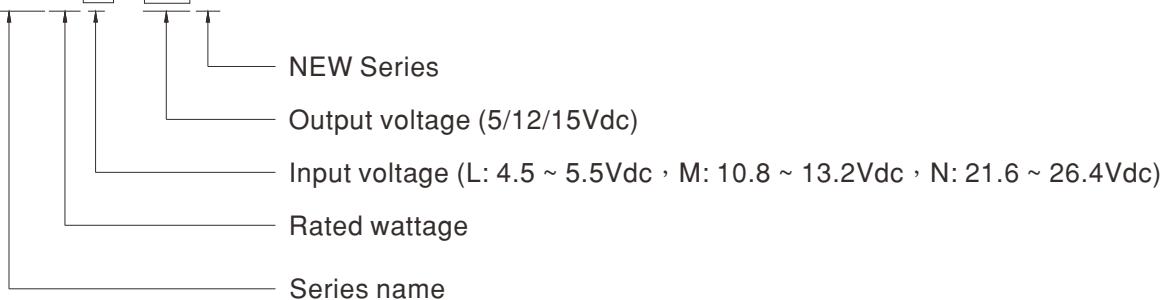 NEW Series
Output voltage (5/12/15Vdc)
Input voltage (L: 4.5 ~ 5.5Vdc，M: 10.8 ~ 13.2Vdc，N: 21.6 ~ 26.4Vdc)
Rated wattage
Series name